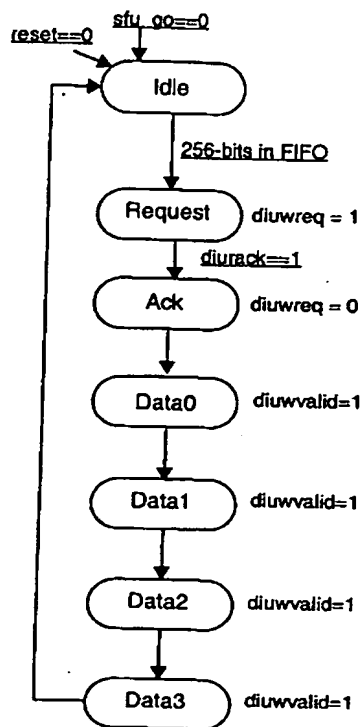 sfu_go==0
reset==0
Idle
256-bits in FIFO
Request diuwreq = 1
diurack==1
Ack diuwreq = 0
Data0 diuwvalid=1
Data1 diuwvalid=1
Data2 diuwvalid=1
Data3 diuwvalid=1